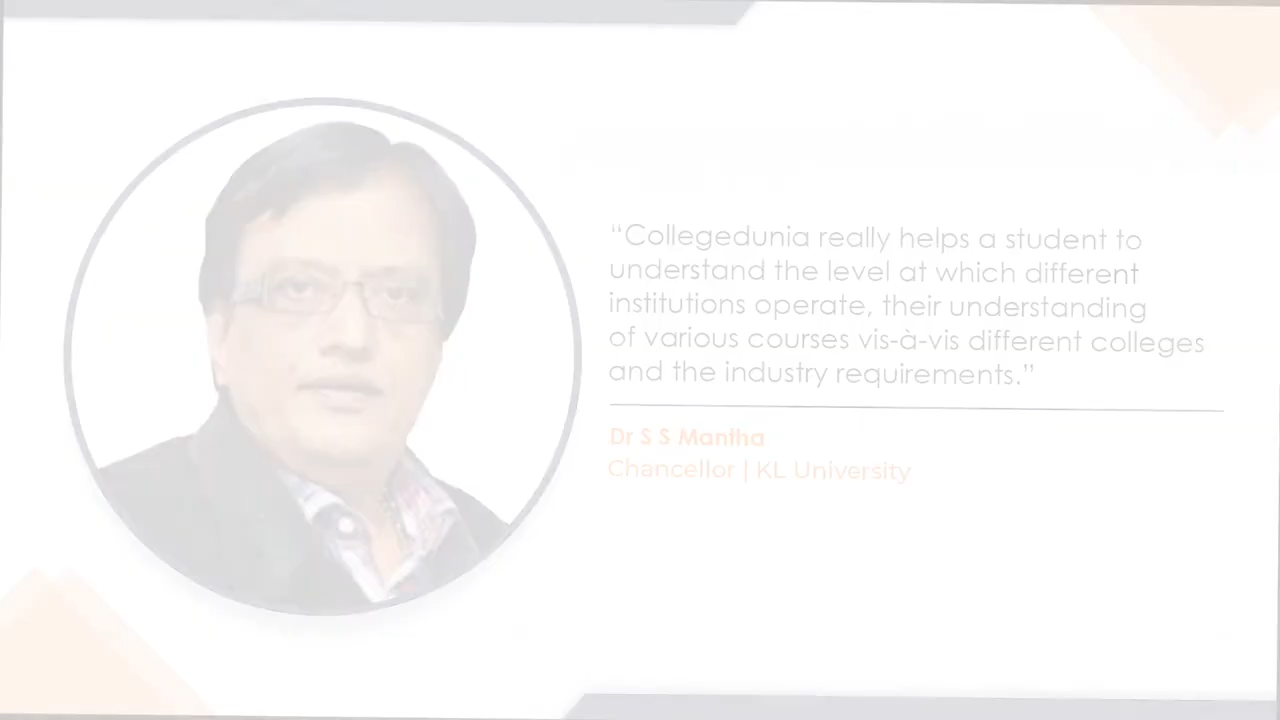 “Collegedunia really helps a student to
understand the level at which different
institutions operate, their understanding
of various courses vis-à-vis different colleges
and the industry requirements.”
Dr S S Mantha
Chancellor | KL University